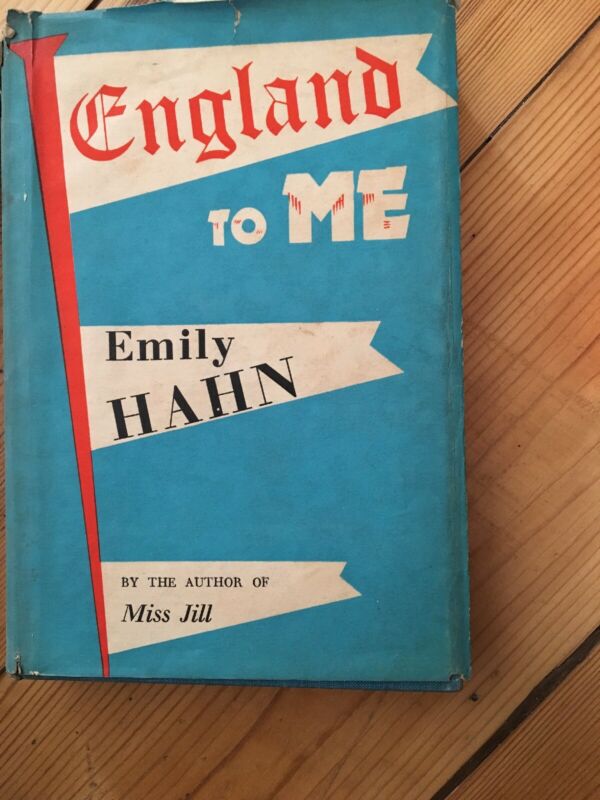 England
TO ME
Emily
HAHN
BY THE AUTHOR OF
Miss Jill